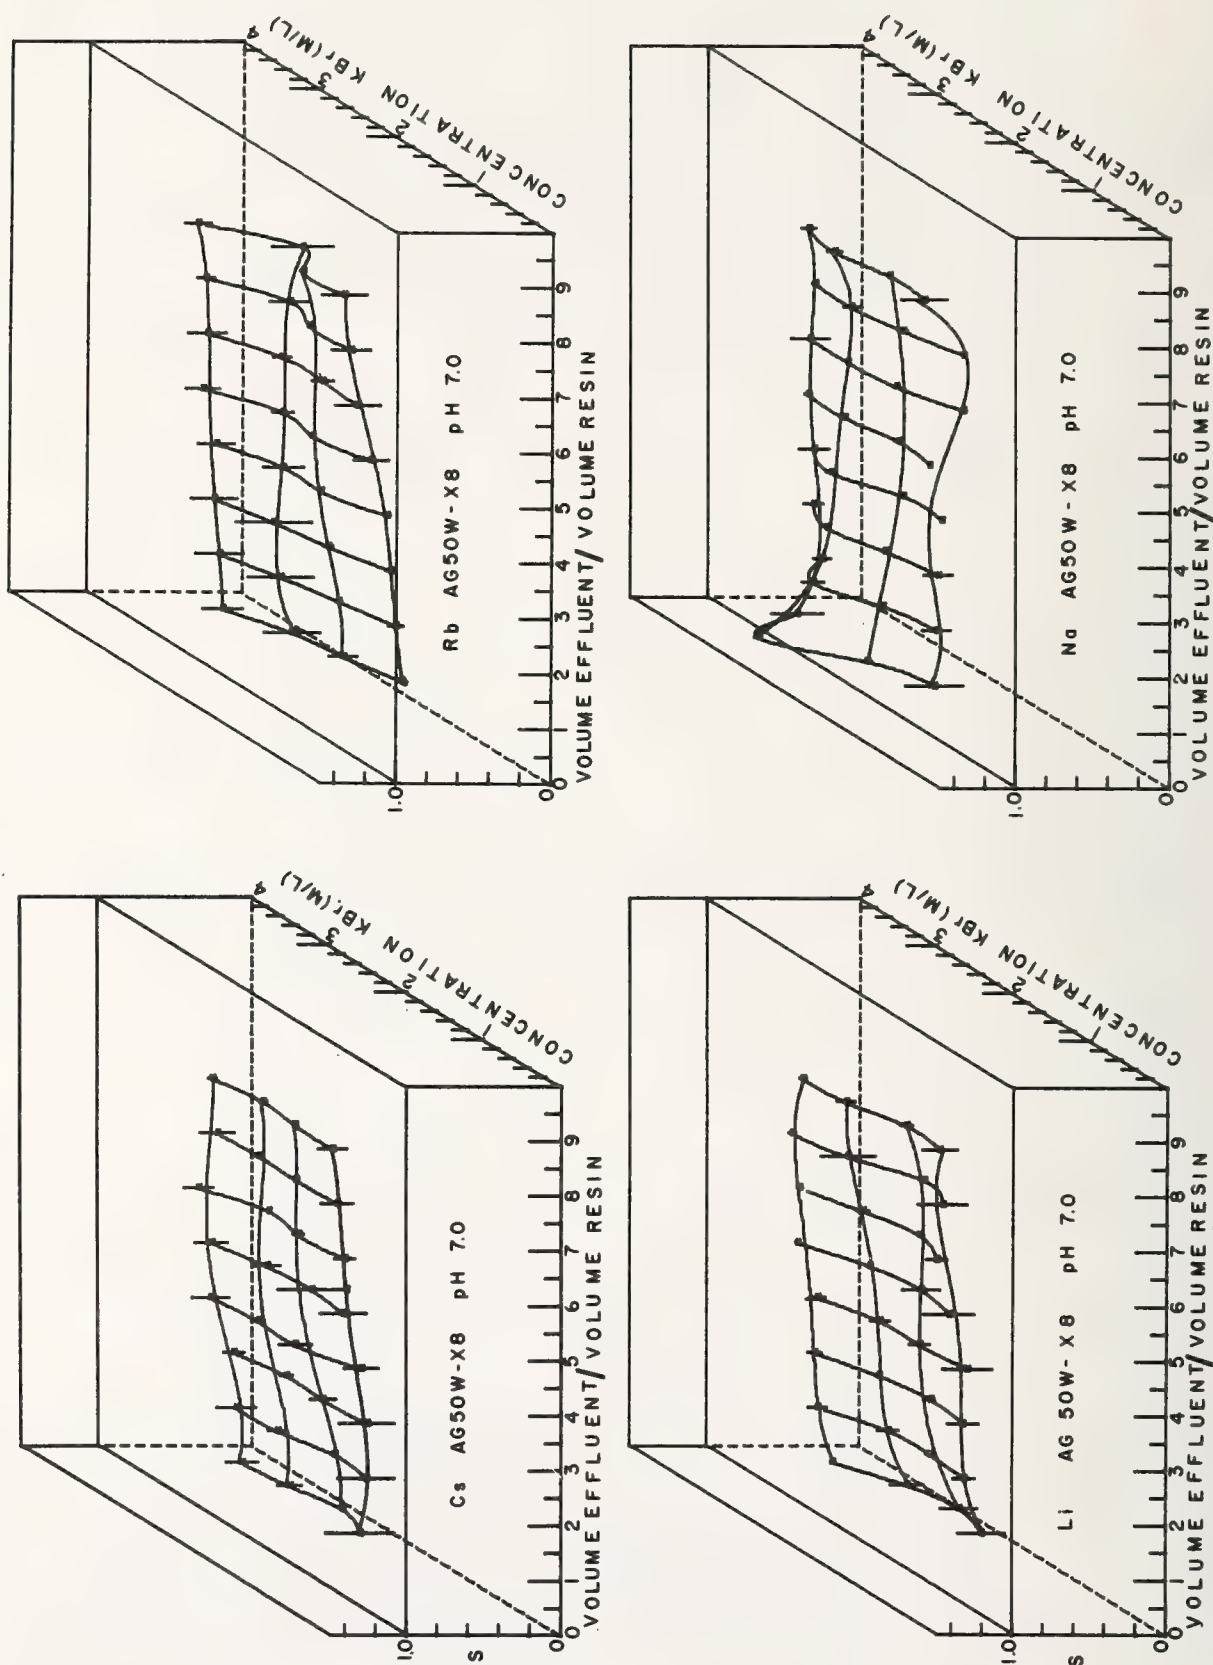 CONCENTRATION KBr (M/L)
1 2 3 4
Rb AG50W-X8 pH 7.0
1.0
0
0 1 2 3 4 5 6 7 8 9
VOLUME EFFLUENT/VOLUME RESIN
CONCENTRATION KBr (M/L)
1 2 3 4
Na AG50W-X8 pH 7.0
1.0
0
0 1 2 3 4 5 6 7 8 9
VOLUME EFFLUENT/VOLUME RESIN
CONCENTRATION KBr (M/L)
1 2 3 4
Cs AG50W-X8 pH 7.0
1.0
S
0
0 1 2 3 4 5 6 7 8 9
VOLUME EFFLUENT/VOLUME RESIN
CONCENTRATION KBr (M/L)
1 2 3 4
Li AG 50W-X8 pH 7.0
1.0
S
0
0 1 2 3 4 5 6 7 8 9
VOLUME EFFLUENT/VOLUME RESIN